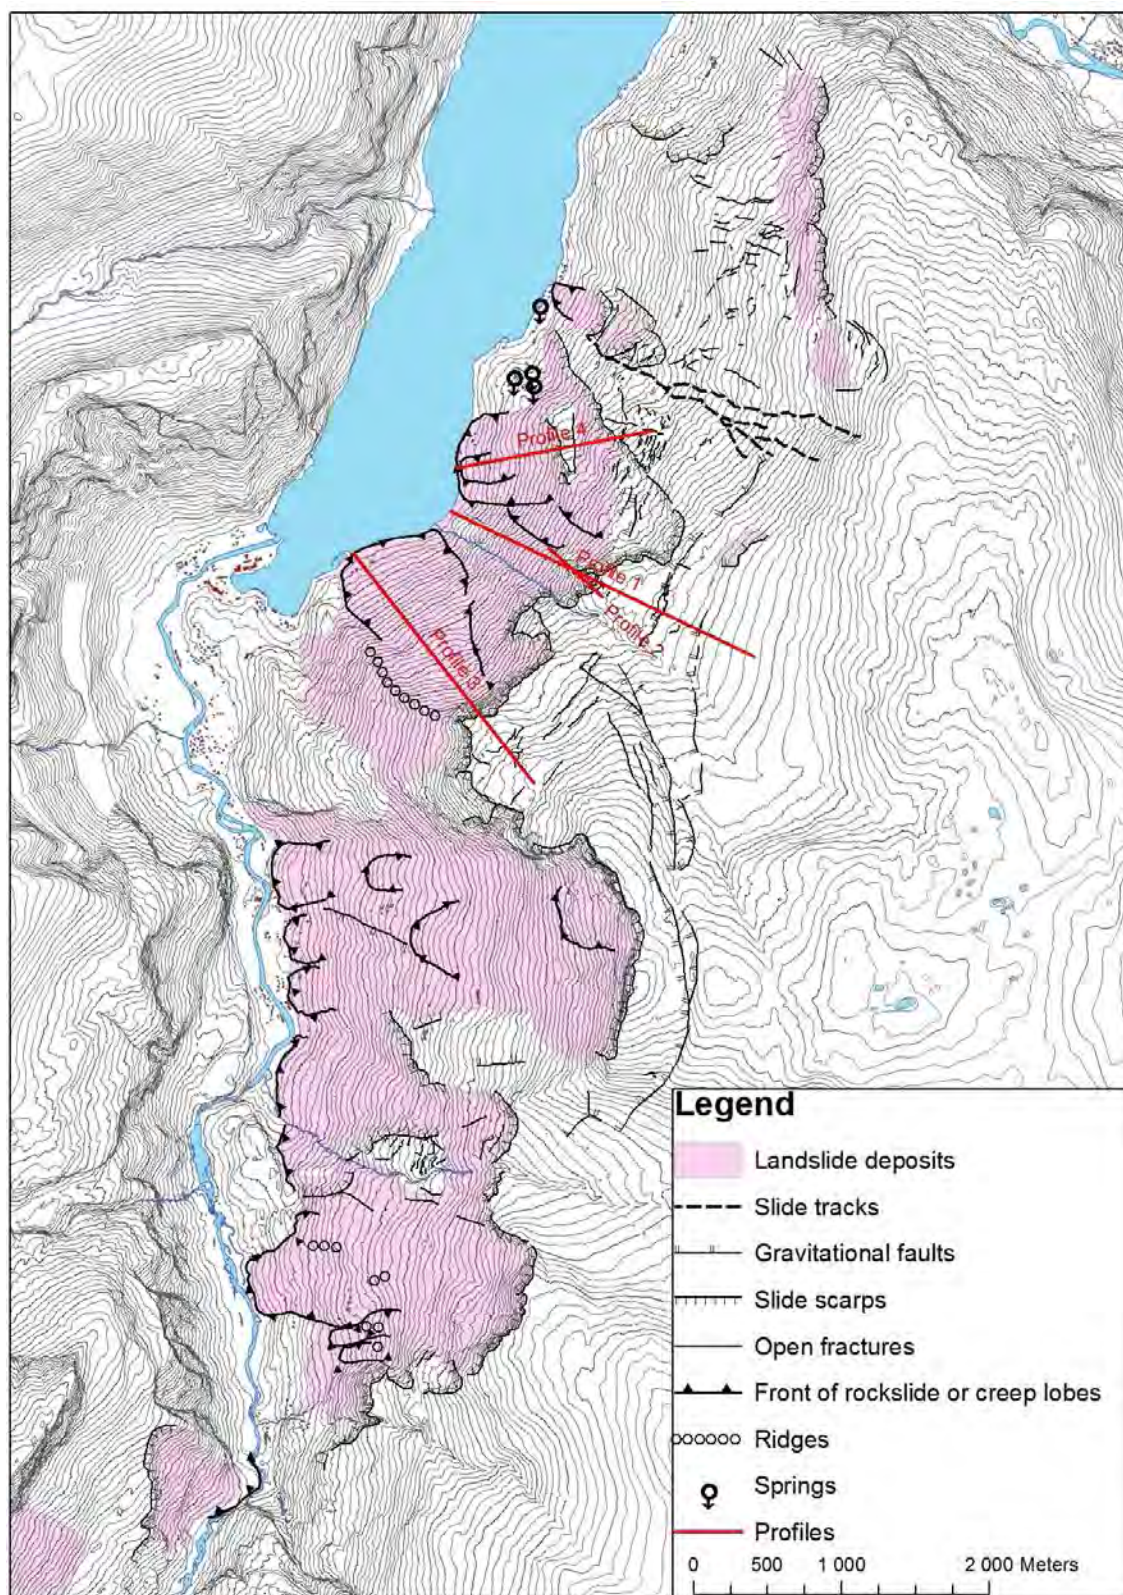 Profile 4
Profile 1
Profile 2
Profile 3
Legend
Landslide deposits
Slide tracks
Gravitational faults
Slide scarps
Open fractures
Front of rockslide or creep lobes
Ridges
Springs
Profiles
0 500 1 000 2 000 Meters